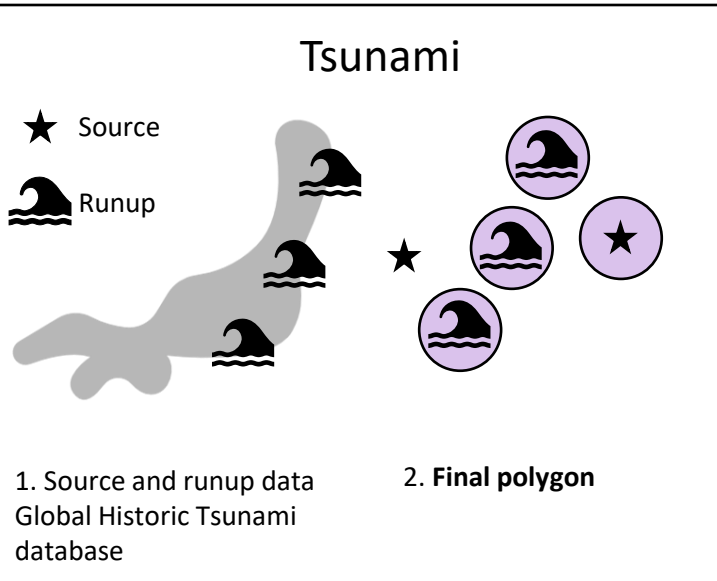 Tsunami
Source
Runup
1. Source and runup data
Global Historic Tsunami
database
2. Final polygon